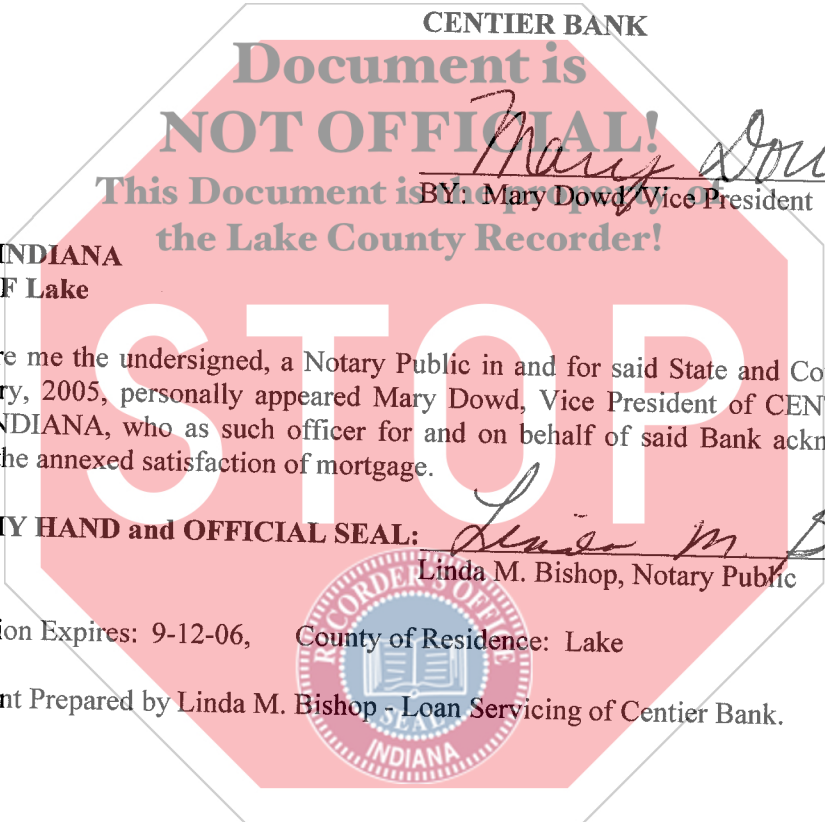 CENTIER BANK
Document is
NOT OFFICIAL!
Mary Dow
This Document is the property of
BY: Mary Dowd, Vice President
the Lake County Recorder!
INDIANA
F Lake
STOP
re me the undersigned, a Notary Public in and for said State and Co
ry, 2005, personally appeared Mary Dowd, Vice President of CEN
NDIANA, who as such officer for and on behalf of said Bank ackn
he annexed satisfaction of mortgage.
Y HAND and OFFICIAL SEAL:
Linda M. B
Linda M. Bishop, Notary Public
RECORDER'S OFFICE
ion Expires: 9-12-06, County of Residence: Lake
nt Prepared by Linda M. Bishop - Loan Servicing of Centier Bank.
SEAL
INDIANA